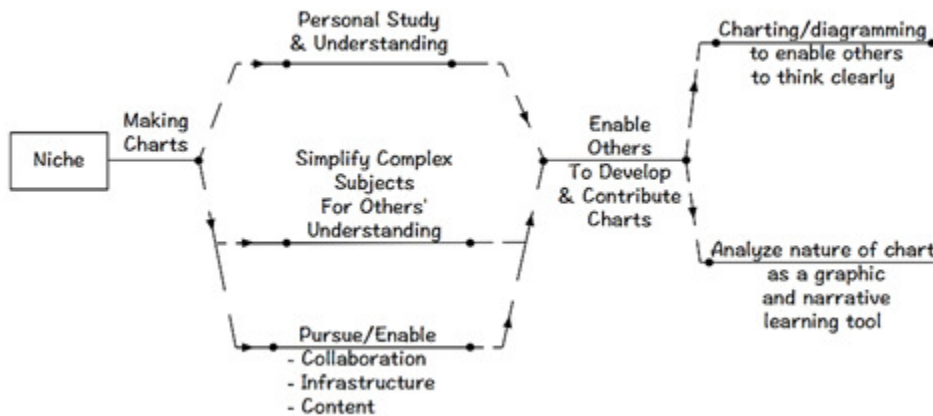 Niche
Making
Charts
Personal Study
& Understanding
Simplify Complex
Subjects
For Others'
Understanding
Pursue/Enable
- Collaboration
- Infrastructure
- Content
Enable
Others
To Develop
& Contribute
Charts
Charting/diagramming
to enable others
to think clearly
Analyze nature of chart
as a graphic
and narrative
learning tool